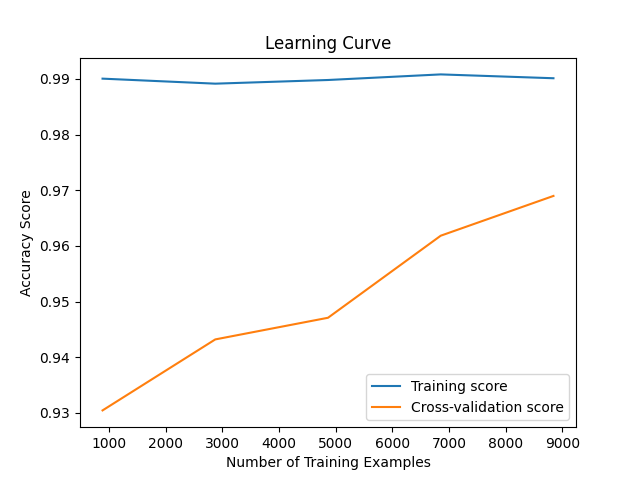 Learning Curve
0.99
0.98
0.97
0.96
0.95
0.94
0.93
Accuracy Score
Training score
Cross-validation score
1000 2000 3000 4000 5000 6000 7000 8000 9000
Number of Training Examples